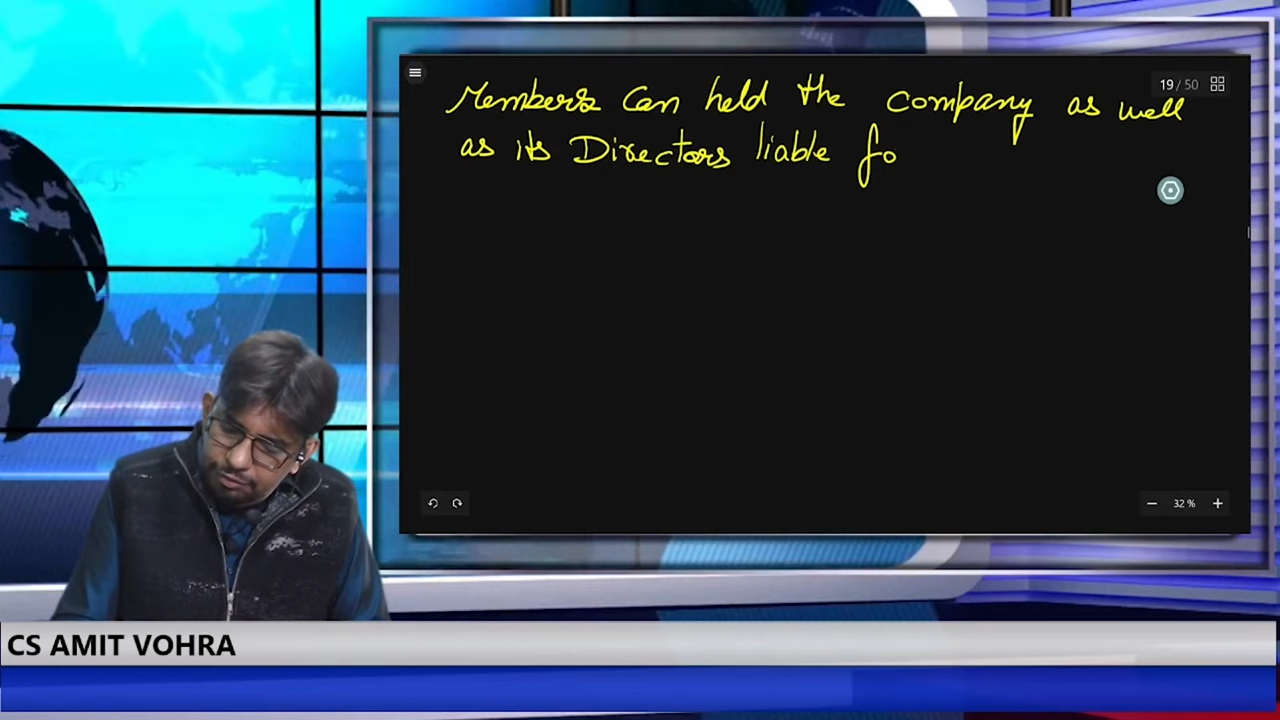 Members can held the company as well
as its Directors liable fo
19 / 50
32 %
CS AMIT VOHRA